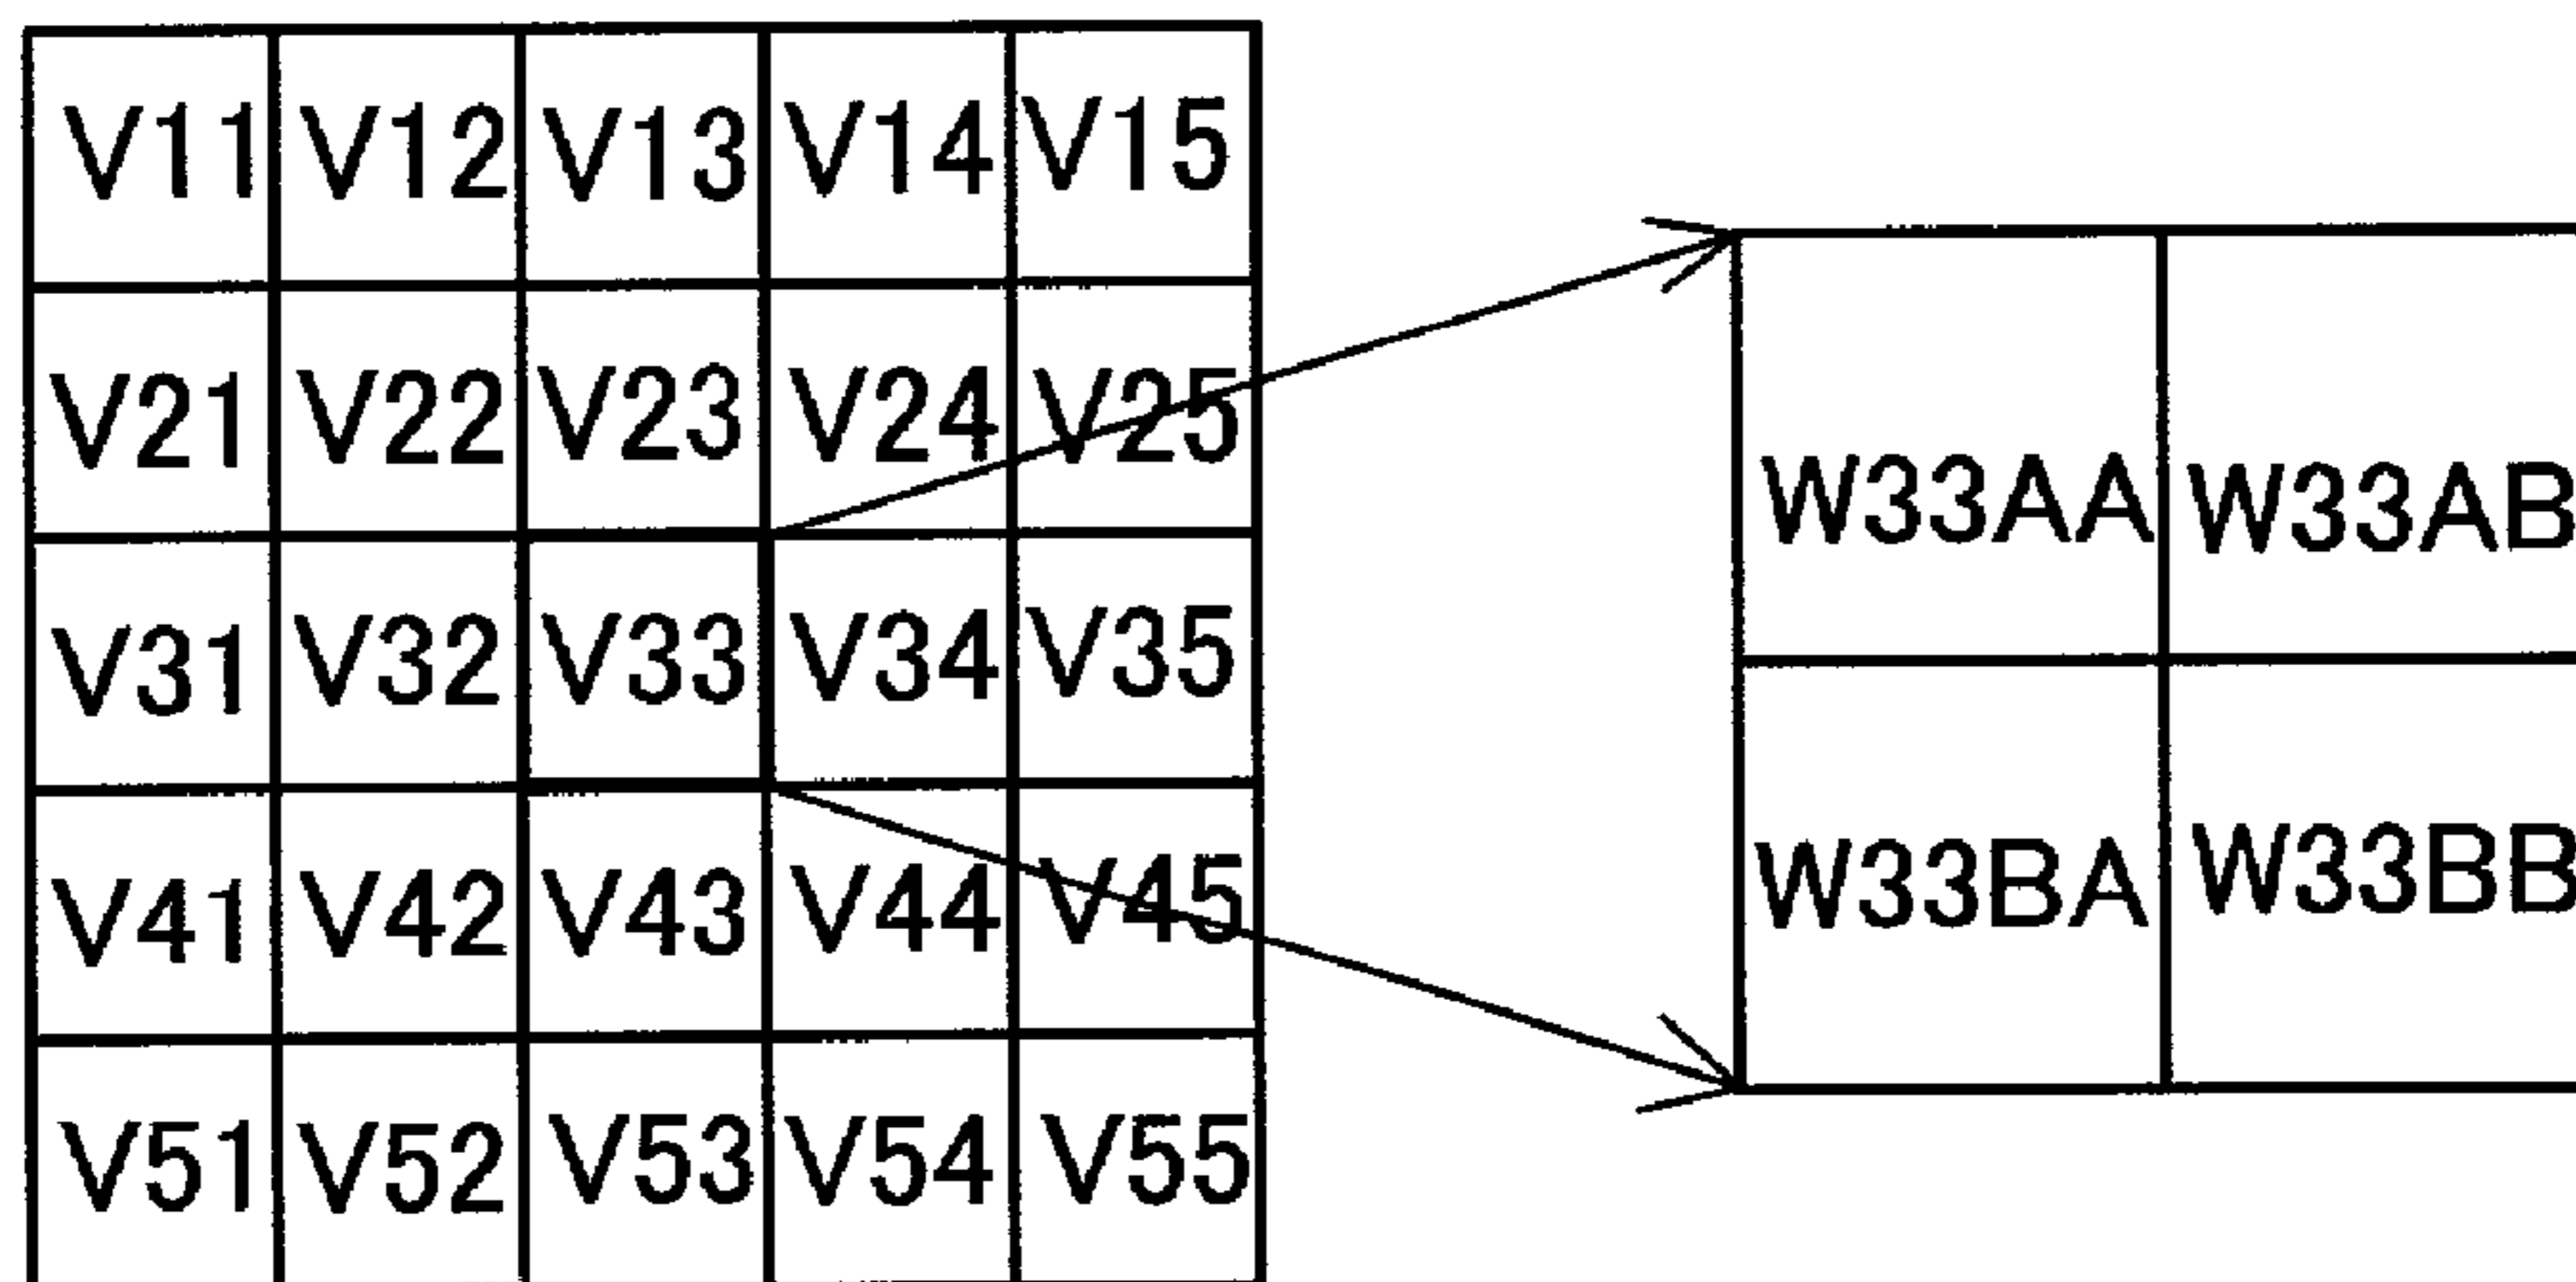 V11 V12 V13 V14 V15
V21 V22 V23 V24 V25
V31 V32 V33 V34 V35
V41 V42 V43 V44 V45
V51 V52 V53 V54 V55
W33AA W33AB
W33BA W33BB